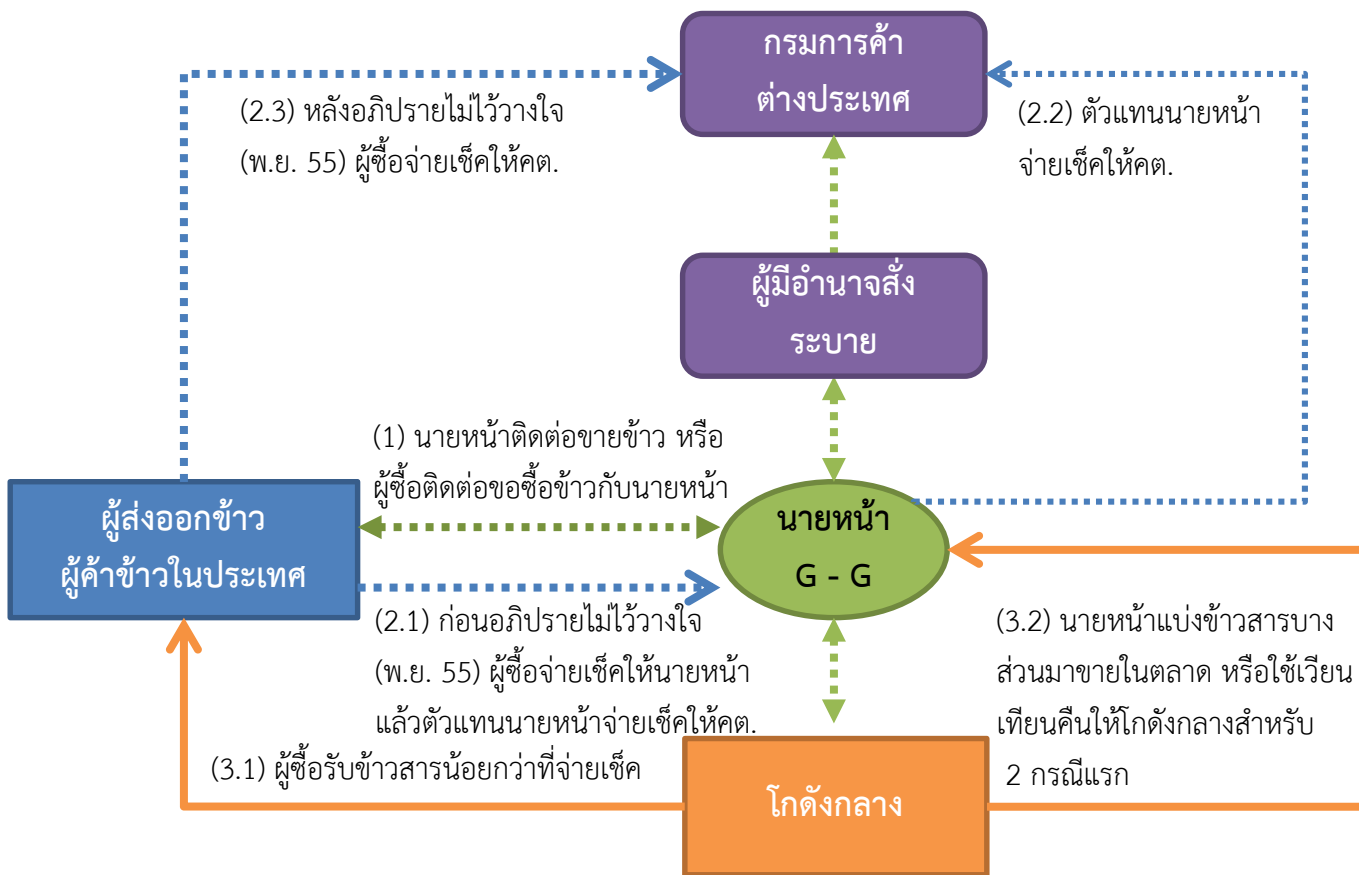 กรมการค้า
ต่างประเทศ
(2.3) หลังอภิปรายไม่ไว้วางใจ
(พ.ย. 55) ผู้ซื้อจ่ายเช็คให้คต.
(2.2) ตัวแทนนายหน้า
จ่ายเช็คให้คต.
ผู้มีอำนาจสั่ง
ระบาย
(1) นายหน้าติดต่อขายข้าว หรือ
ผู้ซื้อติดต่อขอซื้อข้าวกับนายหน้า
ผู้ส่งออกข้าว
ผู้ค้าข้าวในประเทศ
นายหน้า
G - G
(2.1) ก่อนอภิปรายไม่ไว้วางใจ
(พ.ย. 55) ผู้ซื้อจ่ายเช็คให้นายหน้า
แล้วตัวแทนนายหน้าจ่ายเช็คให้คต.
(3.2) นายหน้าแบ่งข้าวสารบาง
ส่วนมาขายในตลาด หรือใช้เวียน
เทียนคืนให้โกดังกลางสำหรับ
2 กรณีแรก
(3.1) ผู้ซื้อรับข้าวสารน้อยกว่าที่จ่ายเช็ค
โกดังกลาง